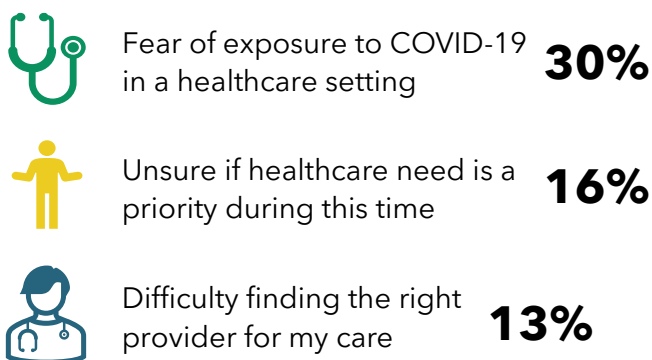 Fear of exposure to COVID-19
in a healthcare setting
30%
Unsure if healthcare need is a
priority during this time
16%
Difficulty finding the right
provider for my care
13%